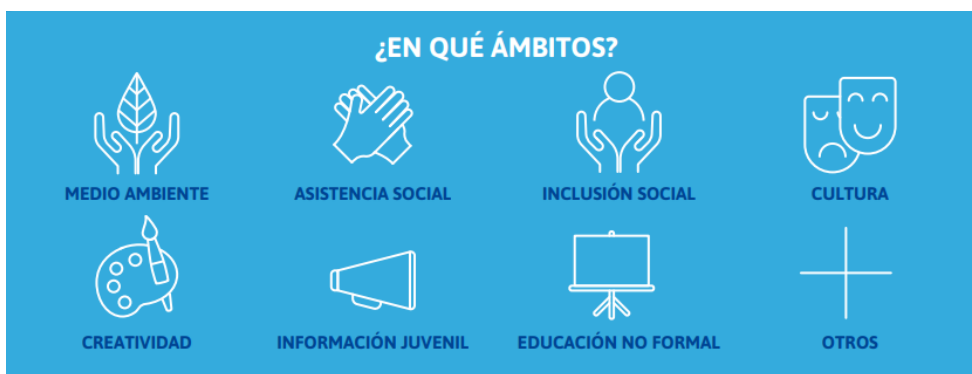 ¿EN QUÉ ÁMBITOS?
MEDIO AMBIENTE
ASISTENCIA SOCIAL
INCLUSIÓN SOCIAL
CULTURA
CREATIVIDAD
INFORMACIÓN JUVENIL
EDUCACIÓN NO FORMAL
OTROS